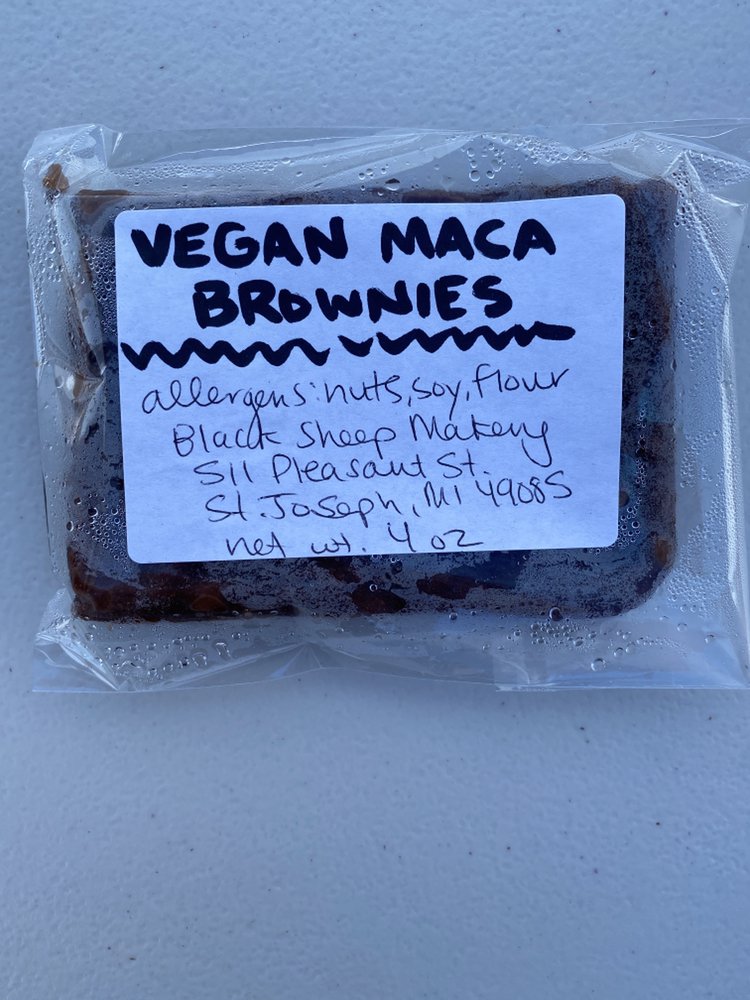 VEGAN MACA
BROWNIES
allergens: nuts, soy, flour
Black Sheep Makery
511 Pleasant St.
St. Joseph, MI 49085
net wt. 4 oz